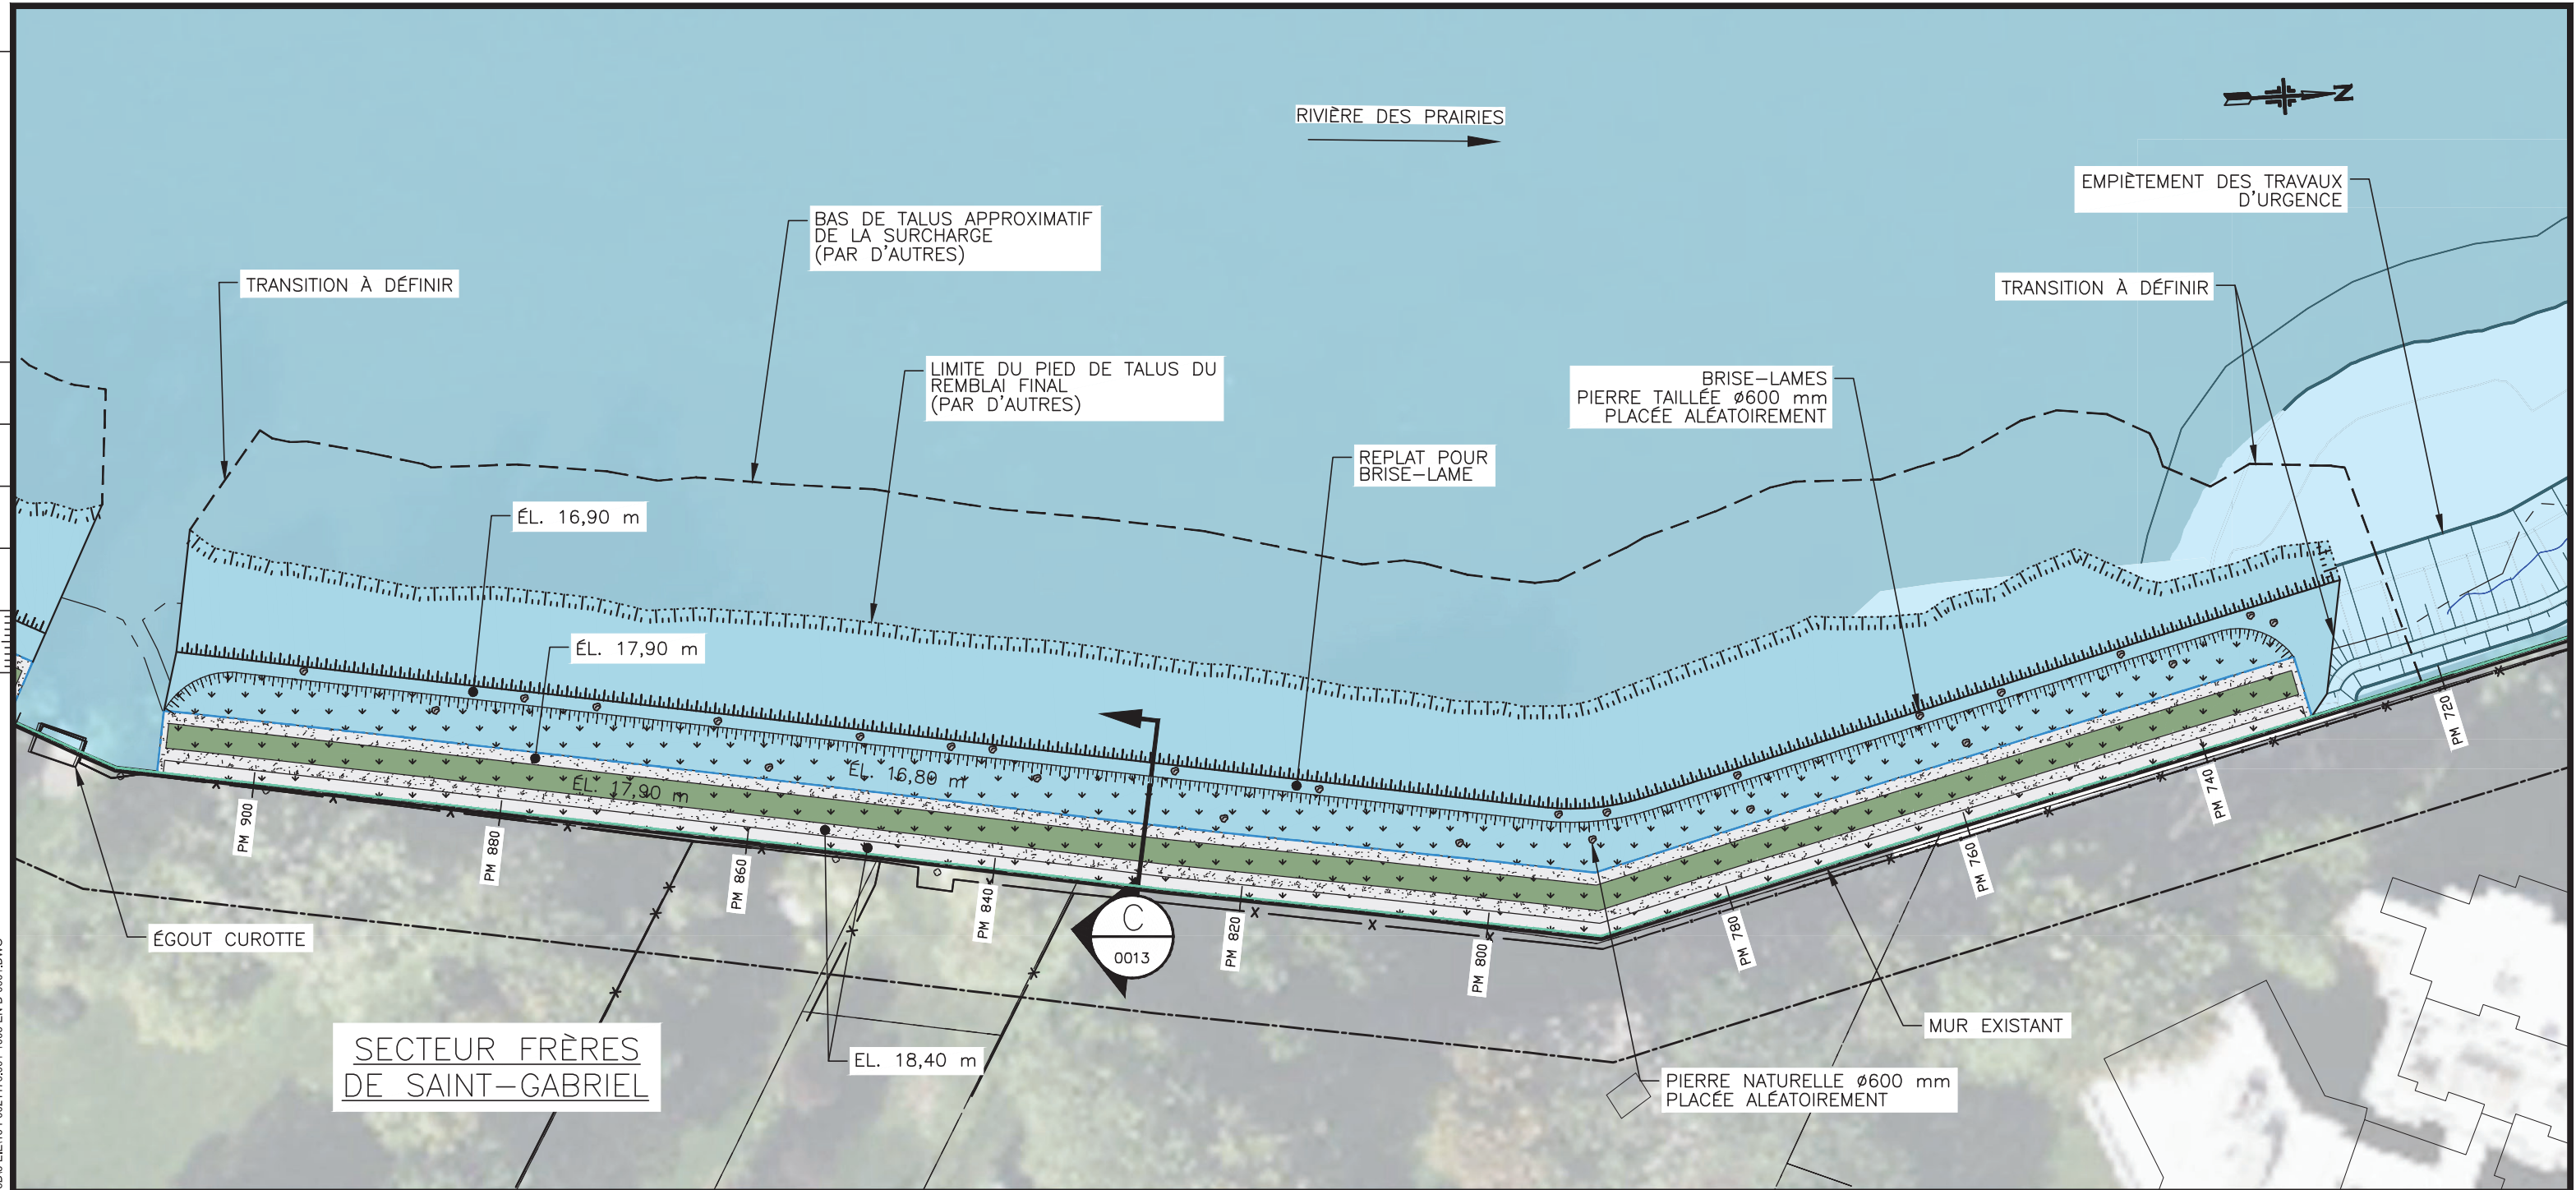 RIVIÈRE DES PRAIRIES
N
EMPIÈTEMENT DES TRAVAUX
D'URGENCE
BAS DE TALUS APPROXIMATIF
DE LA SURCHARGE
(PAR D'AUTRES)
TRANSITION À DÉFINIR
TRANSITION À DÉFINIR
LIMITE DU PIED DE TALUS DU
REMBLAI FINAL
(PAR D'AUTRES)
BRISE-LAMES
PIERRE TAILLÉE Ø600 mm
PLACÉE ALÉATOIREMENT
REPLAT POUR
BRISE-LAME
ÉL. 16,90 m
ÉL. 17,90 m
ÉL. 16,80 m
ÉL. 17,90 m
PM 900
PM 880
PM 860
PM 840
PM 820
PM 800
PM 780
PM 760
PM 740
PM 720
C
0013
ÉGOUT CUROTTE
SECTEUR FRÈRES
DE SAINT-GABRIEL
EL. 18,40 m
MUR EXISTANT
PIERRE NATURELLE Ø600 mm
PLACÉE ALÉATOIREMENT